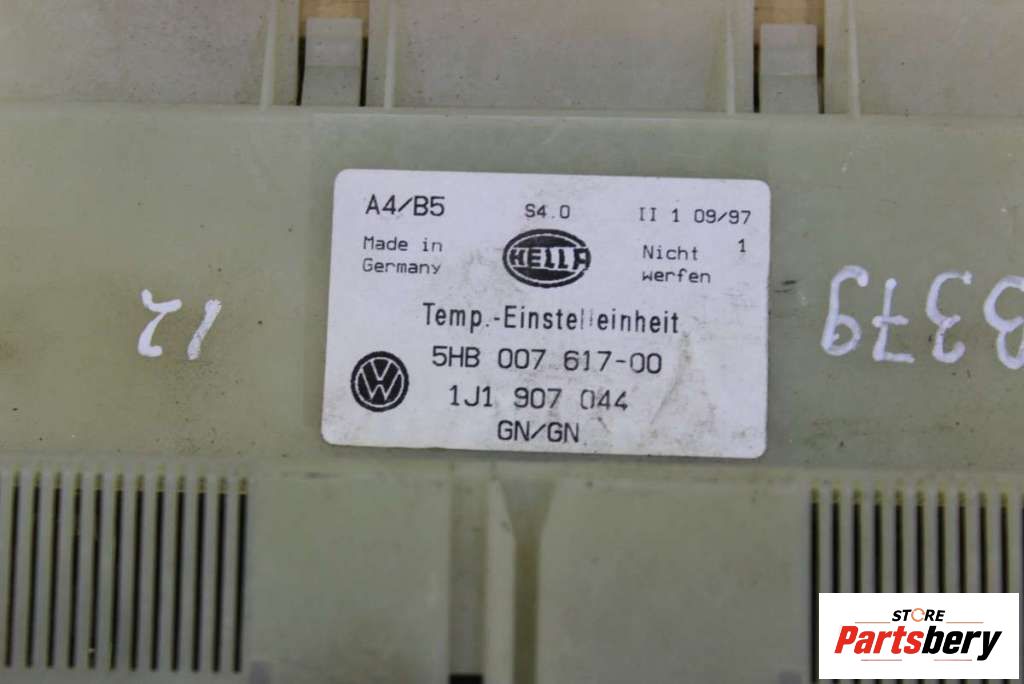 A4/B5
S4.0
II 1 09/97
Made in
Germany
HELLA
Nicht 1
werfen
Temp.-Einstelleinheit
5HB 007 617-00
VW
1J1 907 044
GN/GN
12
B379
STORE
Partsbery